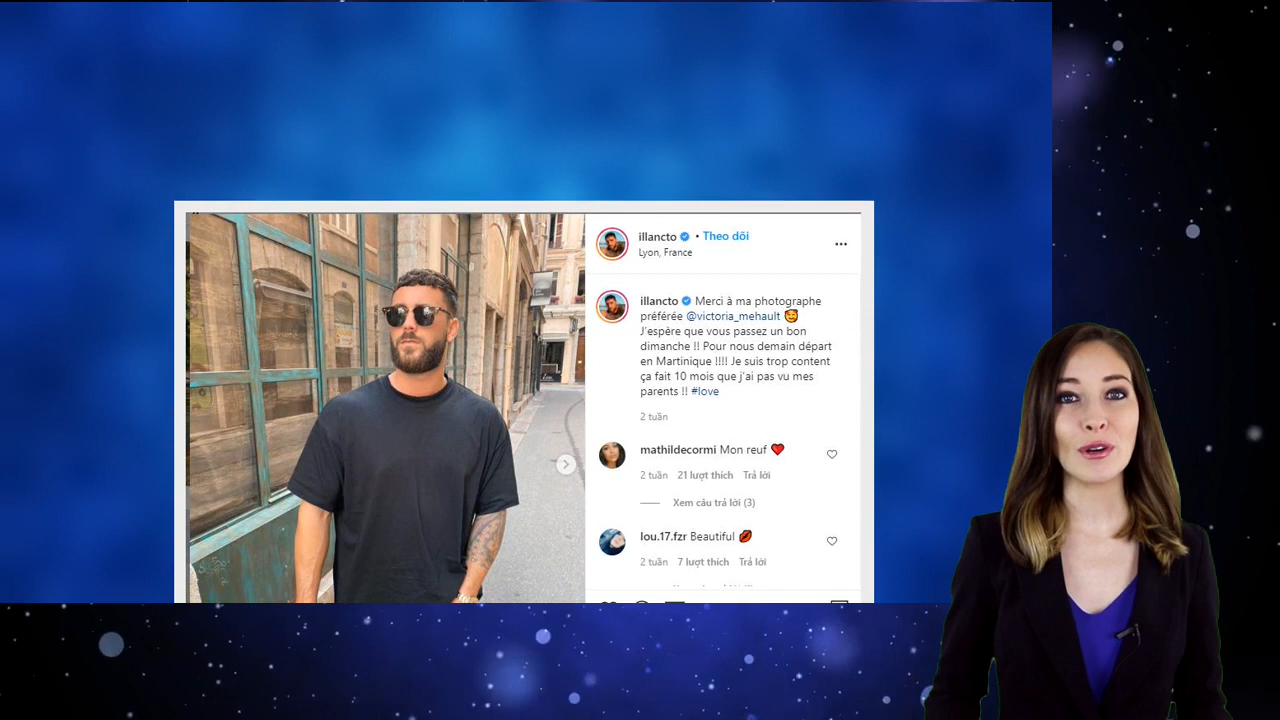 illancto • Theo dõi
Lyon, France
illancto Merci à ma photographe
préférée @victoria_mehault 🥰
J'espère que vous passez un bon
dimanche !! Pour nous demain départ
en Martinique !!!! Je suis trop content
ça fait 10 mois que j'ai pas vu mes
parents !! #love
2 tuần
mathildecormi Mon reuf ❤️
2 tuần 21 lượt thích Trả lời
Xem câu trả lời (3)
lou.17.fzr Beautiful 💋
2 tuần 7 lượt thích Trả lời